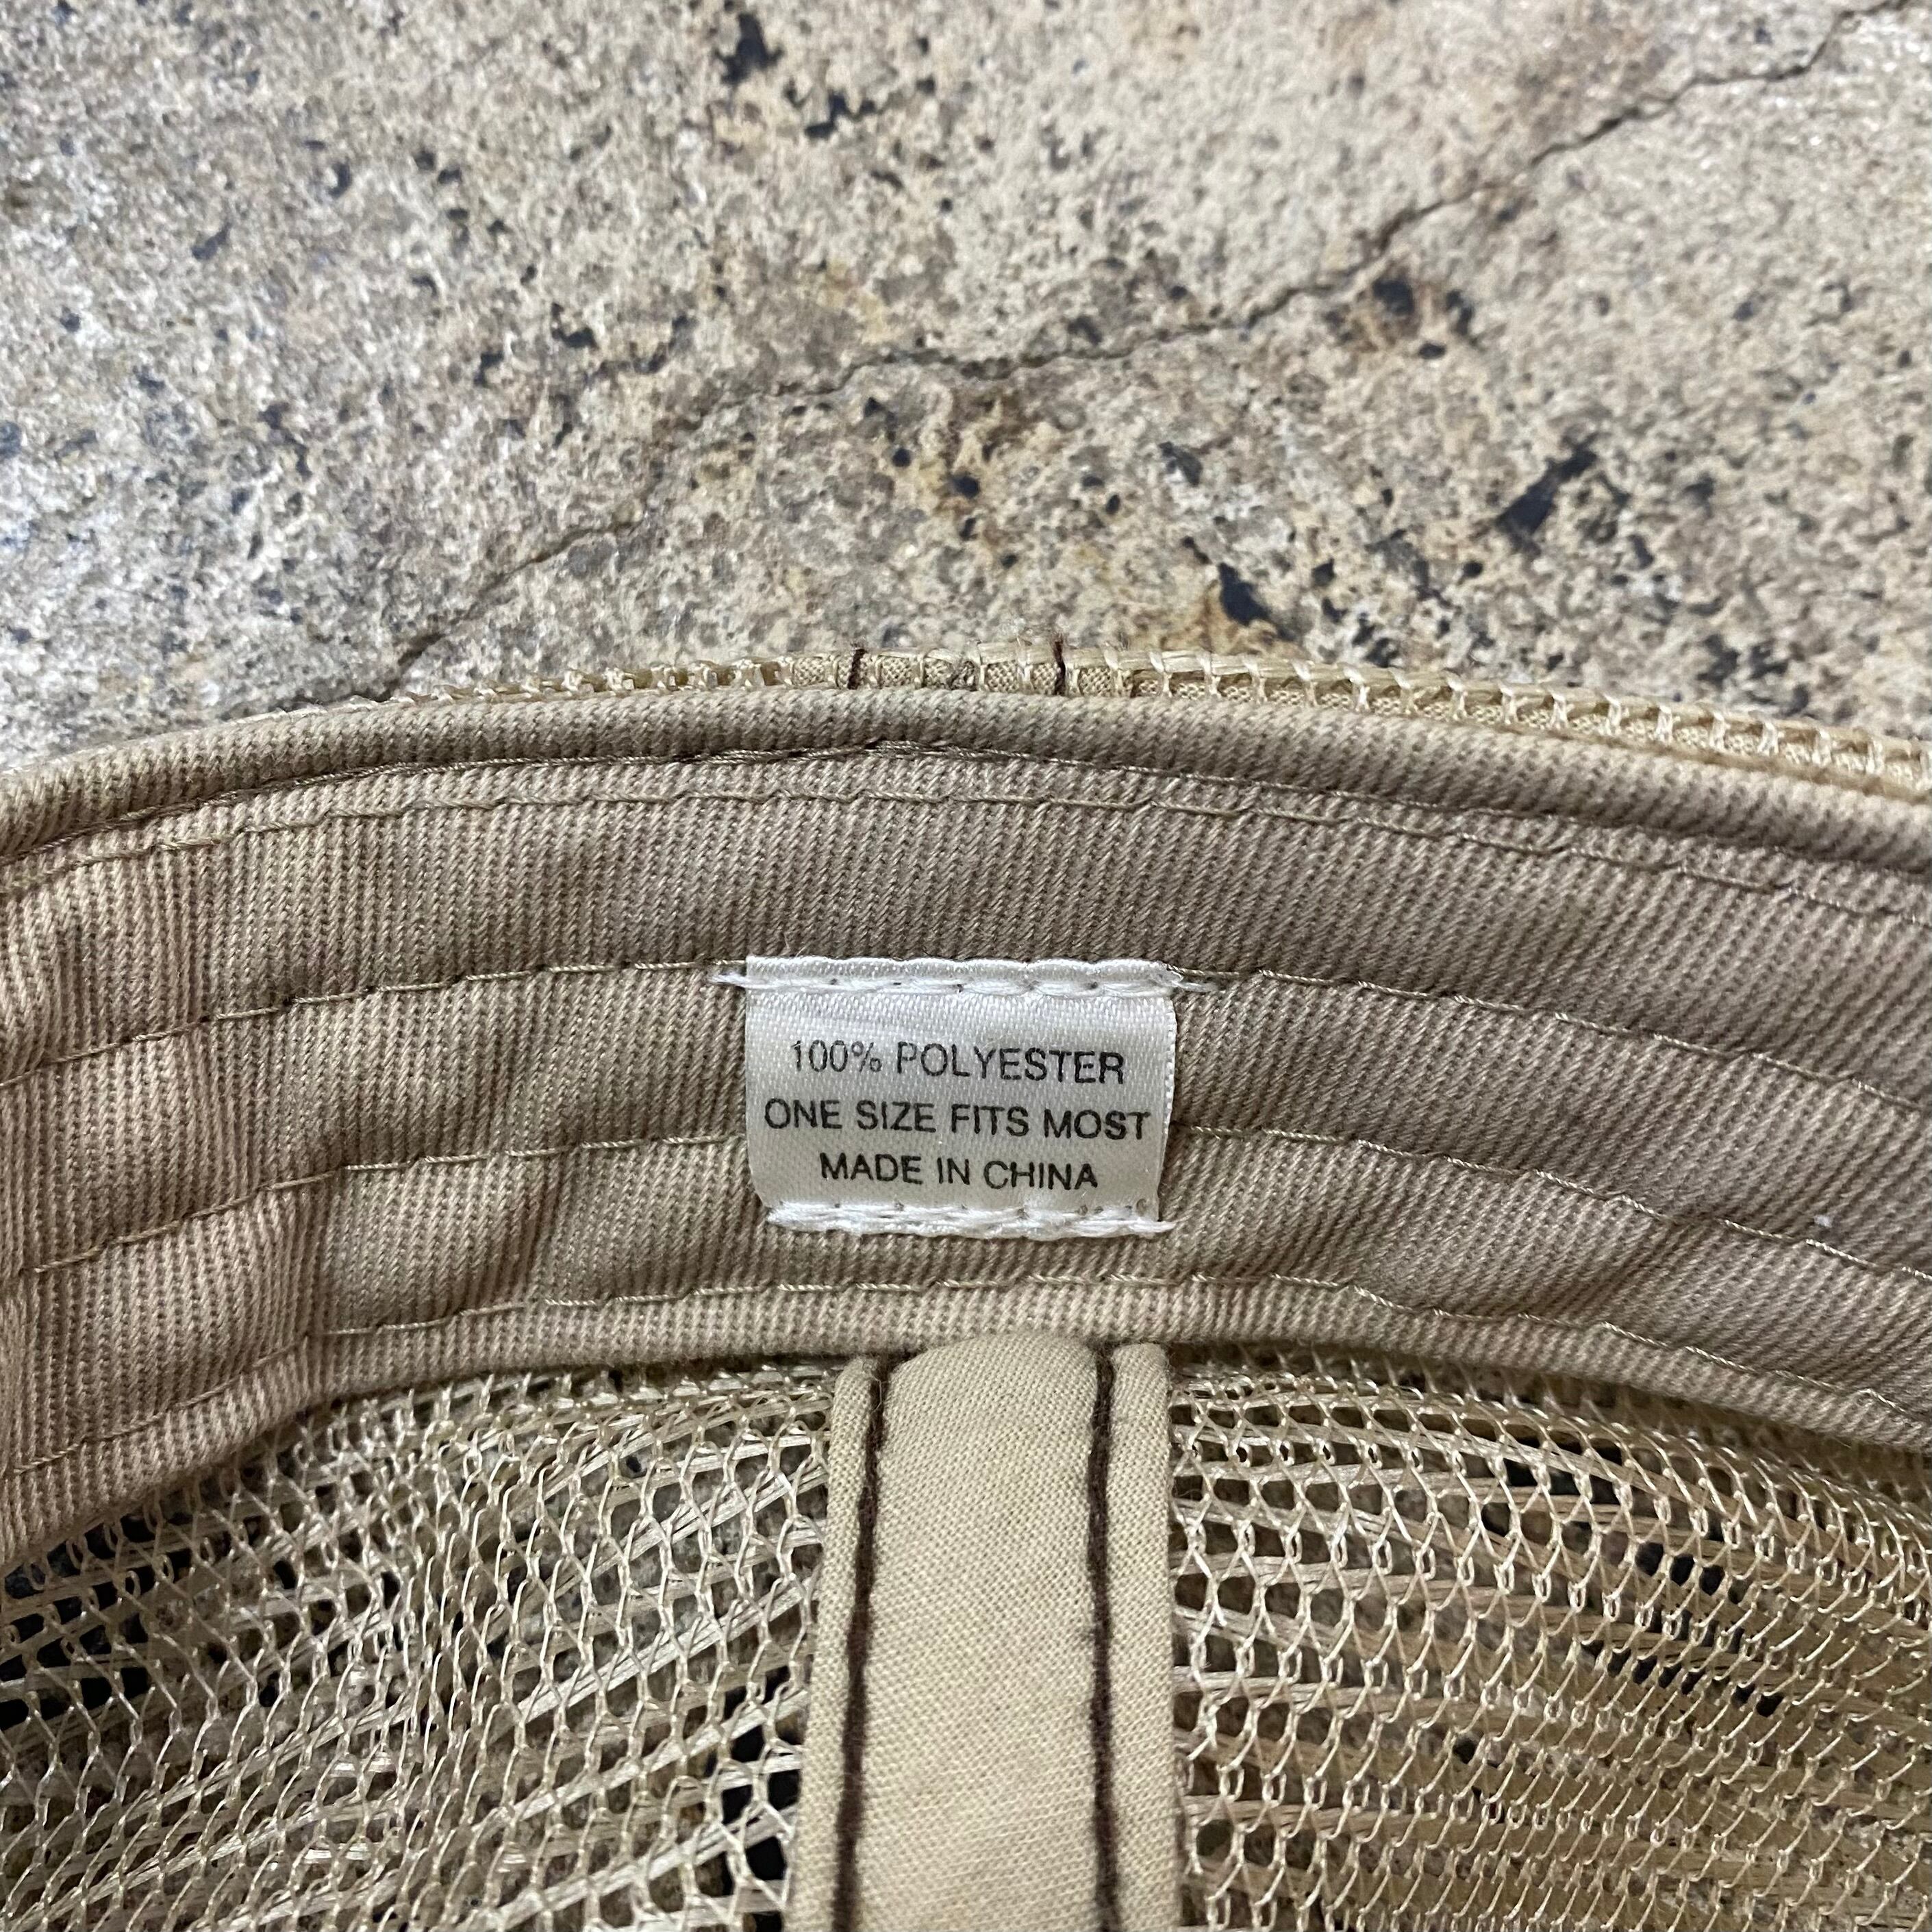 100% POLYESTER
ONE SIZE FITS MOST
MADE IN CHINA